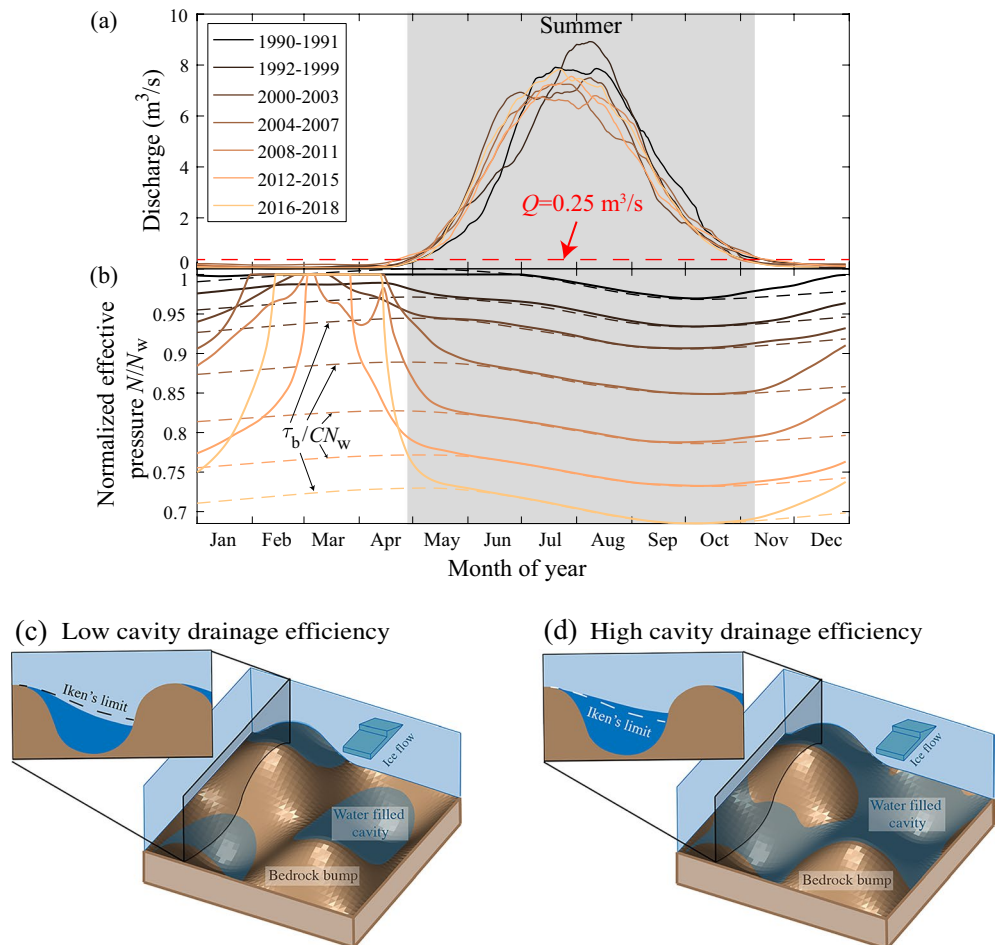 (a)
10
8
6
4
2
0
Discharge (m³/s)
1990-1991
1992-1999
2000-2003
2004-2007
2008-2011
2012-2015
2016-2018
Summer
Q=0.25 m³/s
(b)
1
0.95
0.9
0.85
0.8
0.75
0.7
Normalized effective
pressure N/Nw
τb/CNw
Jan Feb Mar Apr May Jun Jul Aug Sep Oct Nov Dec
Month of year
(c) Low cavity drainage efficiency
Iken's limit
Ice flow
Water filled
cavity
Bedrock bump
(d) High cavity drainage efficiency
Iken's limit
Ice flow
Water filled
cavity
Bedrock bump